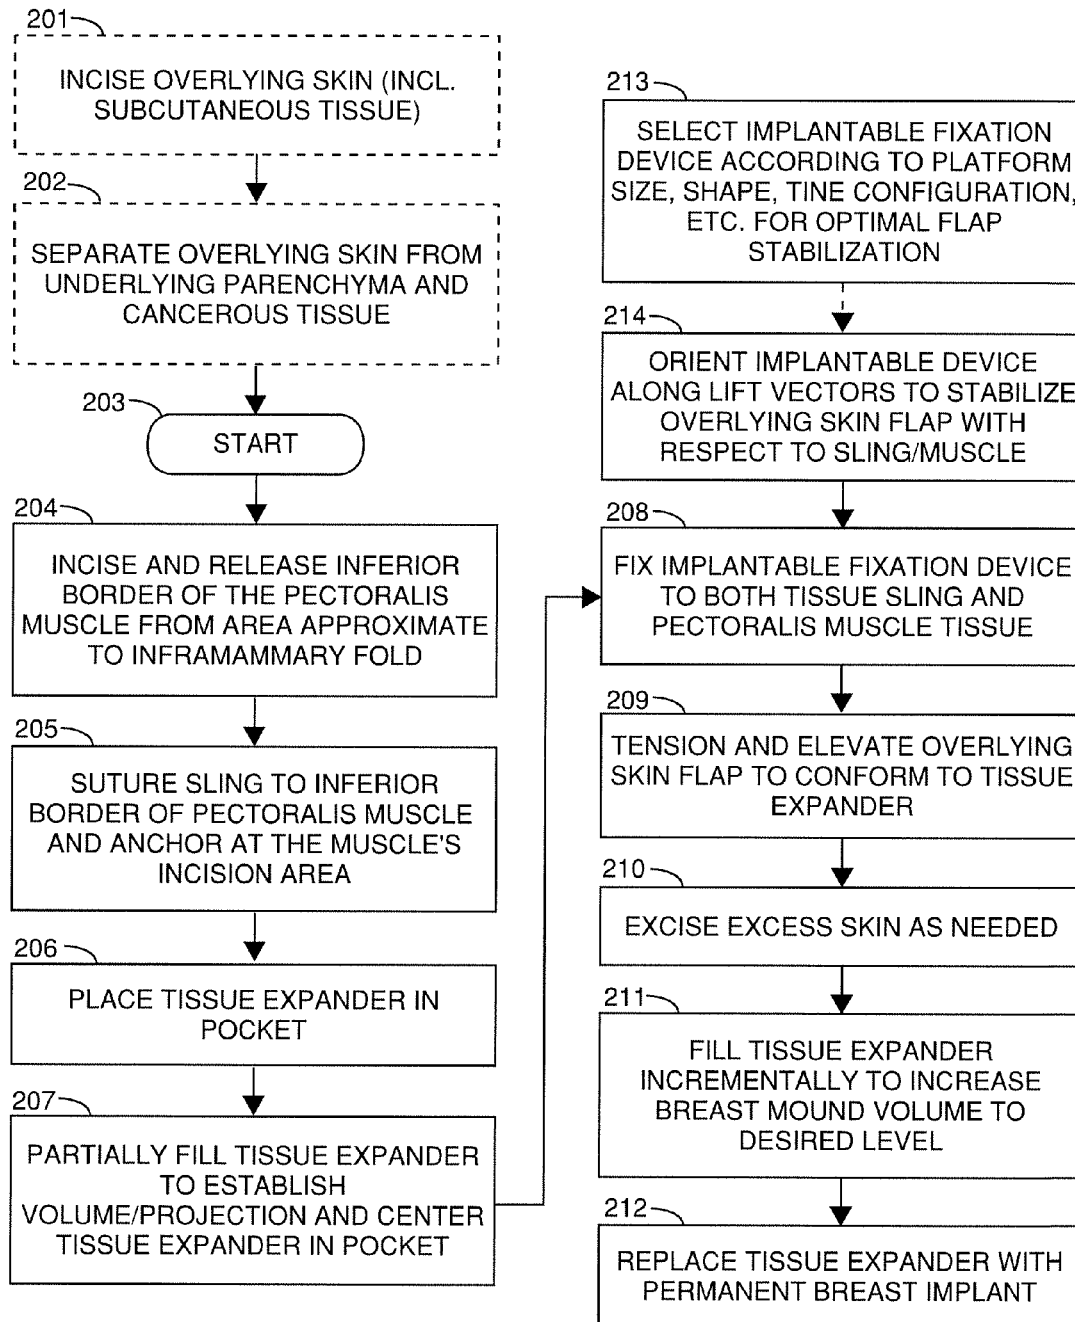 201
INCISE OVERLYING SKIN (INCL.
SUBCUTANEOUS TISSUE)
202
SEPARATE OVERLYING SKIN FROM
UNDERLYING PARENCHYMA AND
CANCEROUS TISSUE
203
START
204
INCISE AND RELEASE INFERIOR
BORDER OF THE PECTORALIS
MUSCLE FROM AREA APPROXIMATE
TO INFRAMAMMARY FOLD
205
SUTURE SLING TO INFERIOR
BORDER OF PECTORALIS MUSCLE
AND ANCHOR AT THE MUSCLE'S
INCISION AREA
206
PLACE TISSUE EXPANDER IN
POCKET
207
PARTIALLY FILL TISSUE EXPANDER
TO ESTABLISH
VOLUME/PROJECTION AND CENTER
TISSUE EXPANDER IN POCKET
213
SELECT IMPLANTABLE FIXATION
DEVICE ACCORDING TO PLATFORM
SIZE, SHAPE, TINE CONFIGURATION,
ETC. FOR OPTIMAL FLAP
STABILIZATION
214
ORIENT IMPLANTABLE DEVICE
ALONG LIFT VECTORS TO STABILIZE
OVERLYING SKIN FLAP WITH
RESPECT TO SLING/MUSCLE
208
FIX IMPLANTABLE FIXATION DEVICE
TO BOTH TISSUE SLING AND
PECTORALIS MUSCLE TISSUE
209
TENSION AND ELEVATE OVERLYING
SKIN FLAP TO CONFORM TO TISSUE
EXPANDER
210
EXCISE EXCESS SKIN AS NEEDED
211
FILL TISSUE EXPANDER
INCREMENTALLY TO INCREASE
BREAST MOUND VOLUME TO
DESIRED LEVEL
212
REPLACE TISSUE EXPANDER WITH
PERMANENT BREAST IMPLANT